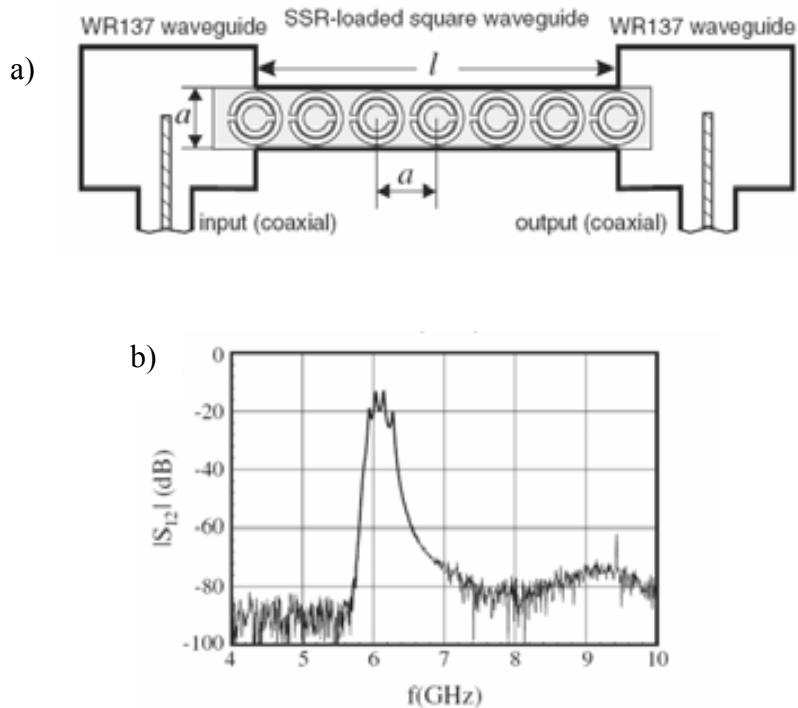 WR137 waveguide
SSR-loaded square waveguide
WR137 waveguide
a)
l
a
a
input (coaxial)
output (coaxial)
b)
0
-20
-40
-60
-80
-100
|S12| (dB)
4 5 6 7 8 9 10
f(GHz)